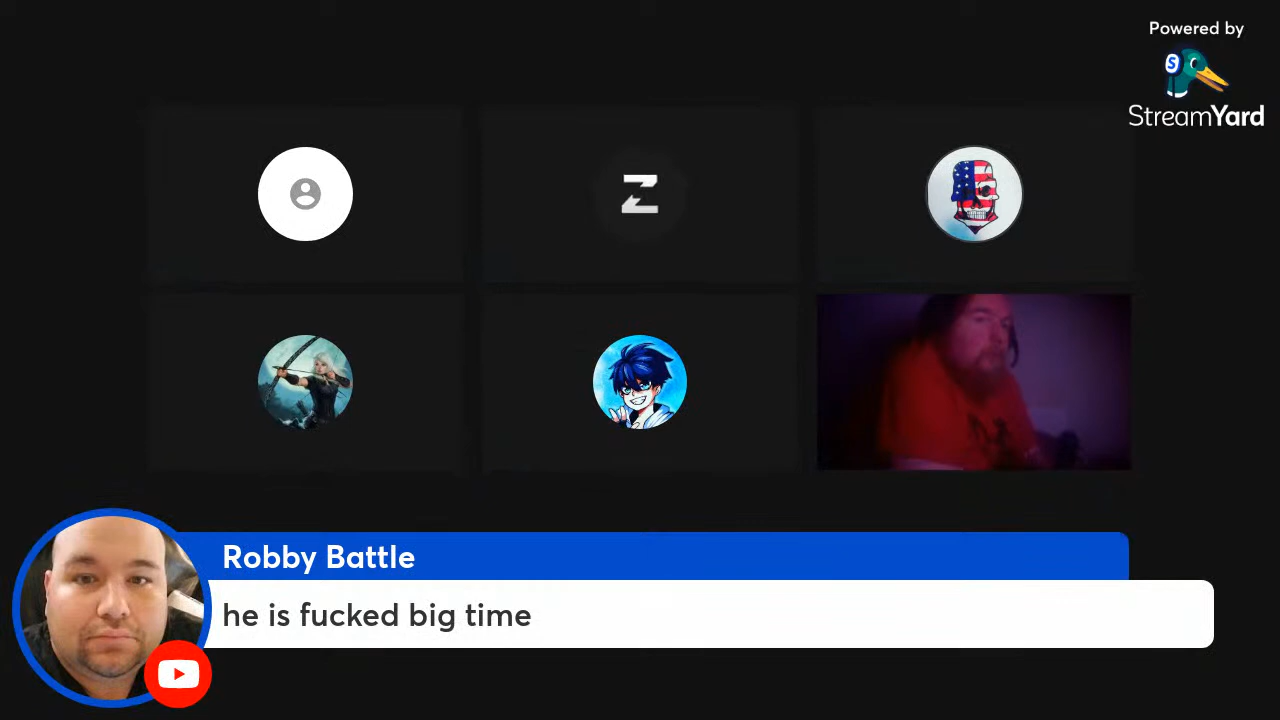 Powered by
S
StreamYard
Z
Robby Battle
he is fucked big time